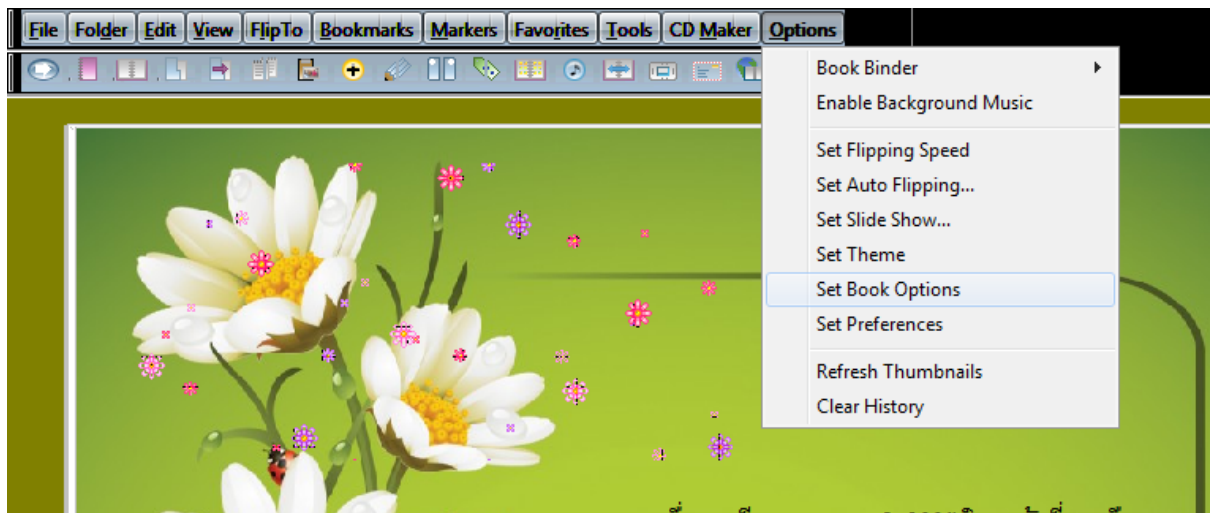 File Folder Edit View FlipTo Bookmarks Markers Favorites Tools CD Maker Options
Book Binder
Enable Background Music
Set Flipping Speed
Set Auto Flipping...
Set Slide Show...
Set Theme
Set Book Options
Set Preferences
Refresh Thumbnails
Clear History